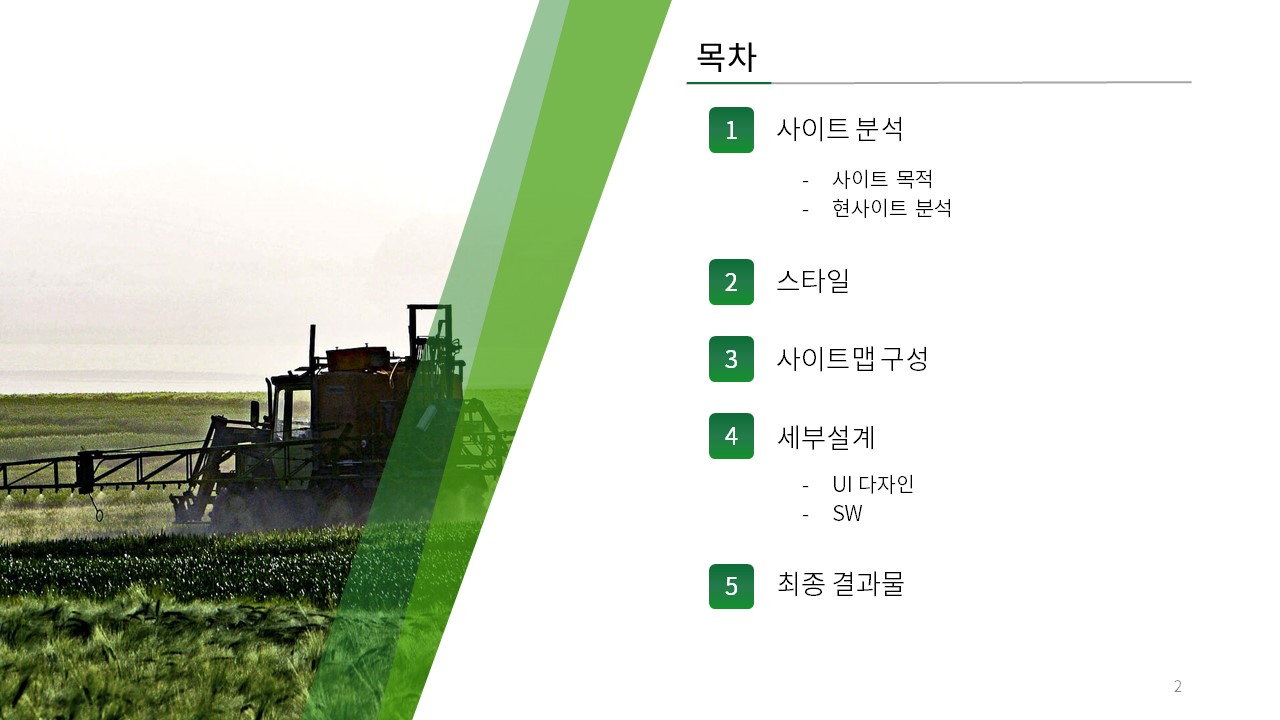 목차
1 사이트 분석
- 사이트 목적
- 현사이트 분석
2 스타일
3 사이트맵 구성
4 세부설계
- UI 다자인
- SW
5 최종 결과물
2